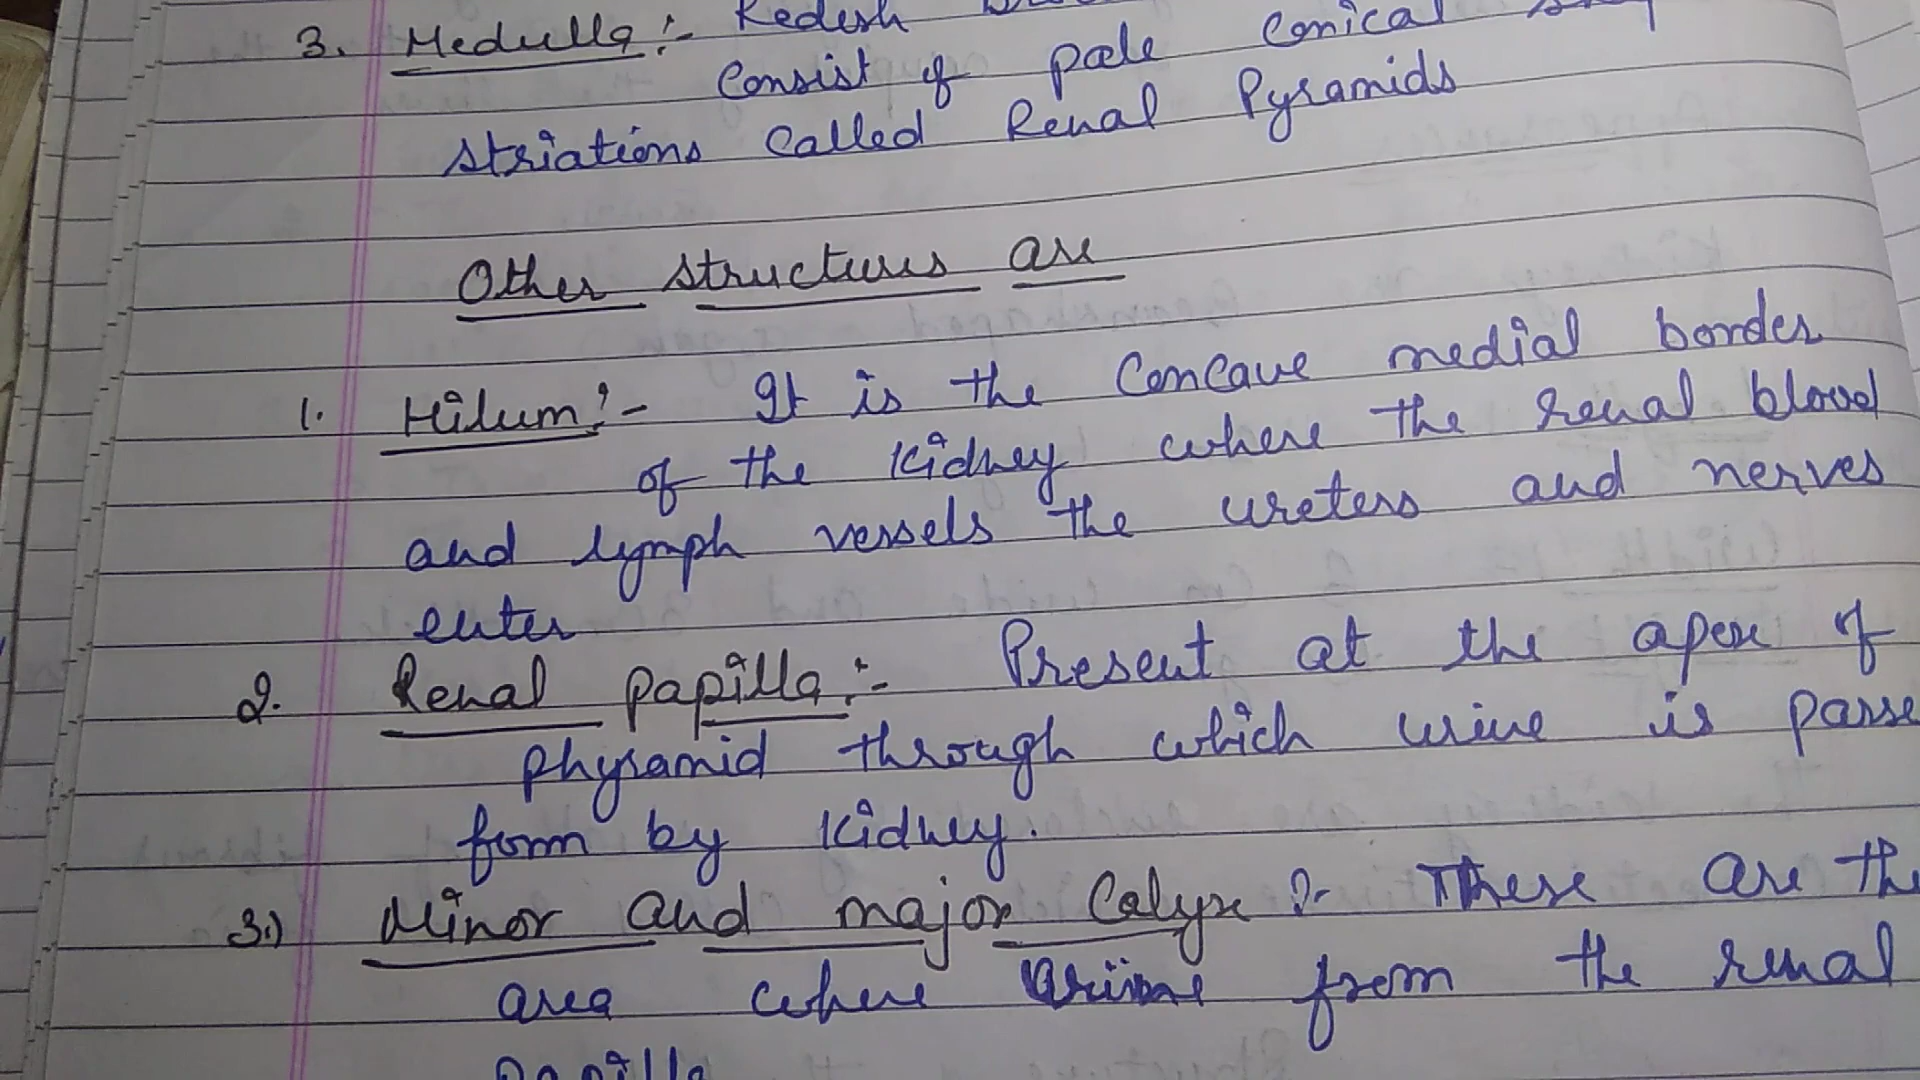 3. Medulla :- Redish
Consist of pale Conical
striations Called Renal Pyramids
Other structures are
1. Hilum :- It is the Concave medial border
of the Kidney where the renal blood
and lymph vessels the ureters and nerves
enter
2. Renal papilla :- Present at the apex of
phyramid through which urine is passe
form by Kidney.
3.) Minor and major Calyx :- These are the
area where Urine from the renal
Papilla